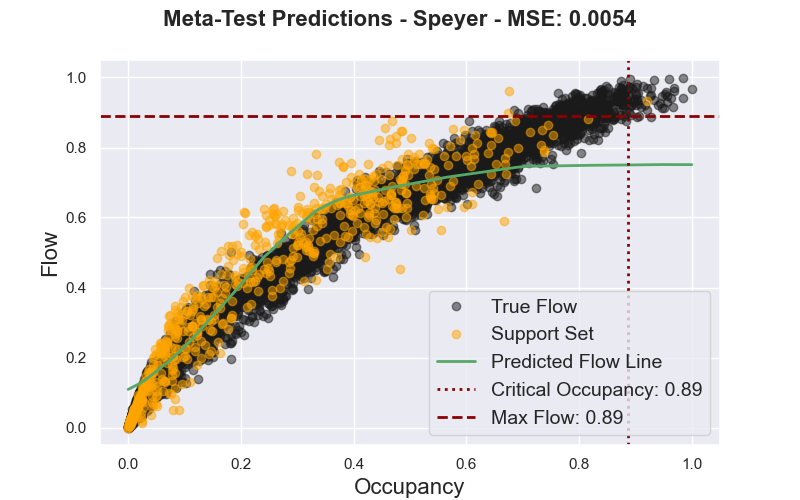 Meta-Test Predictions - Speyer - MSE: 0.0054
1.0
0.8
0.6
0.4
0.2
0.0
Flow
True Flow
Support Set
Predicted Flow Line
Critical Occupancy: 0.89
Max Flow: 0.89
0.0 0.2 0.4 0.6 0.8 1.0
Occupancy